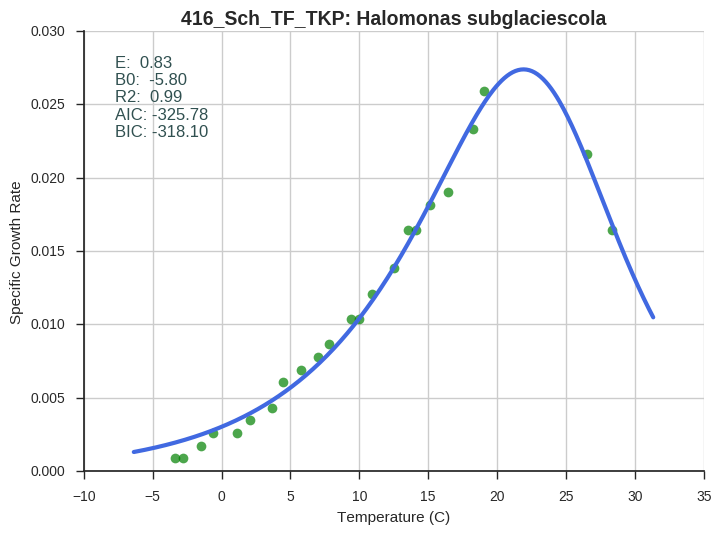 416_Sch_TF_TKP: Halomonas subglaciescola
E:  0.83
B0:  -5.80
R2:  0.99
AIC: -325.78
BIC: -318.10
Specific Growth Rate
0.030
0.025
0.020
0.015
0.010
0.005
0.000
−10 −5 0 5 10 15 20 25 30 35
Temperature (C)